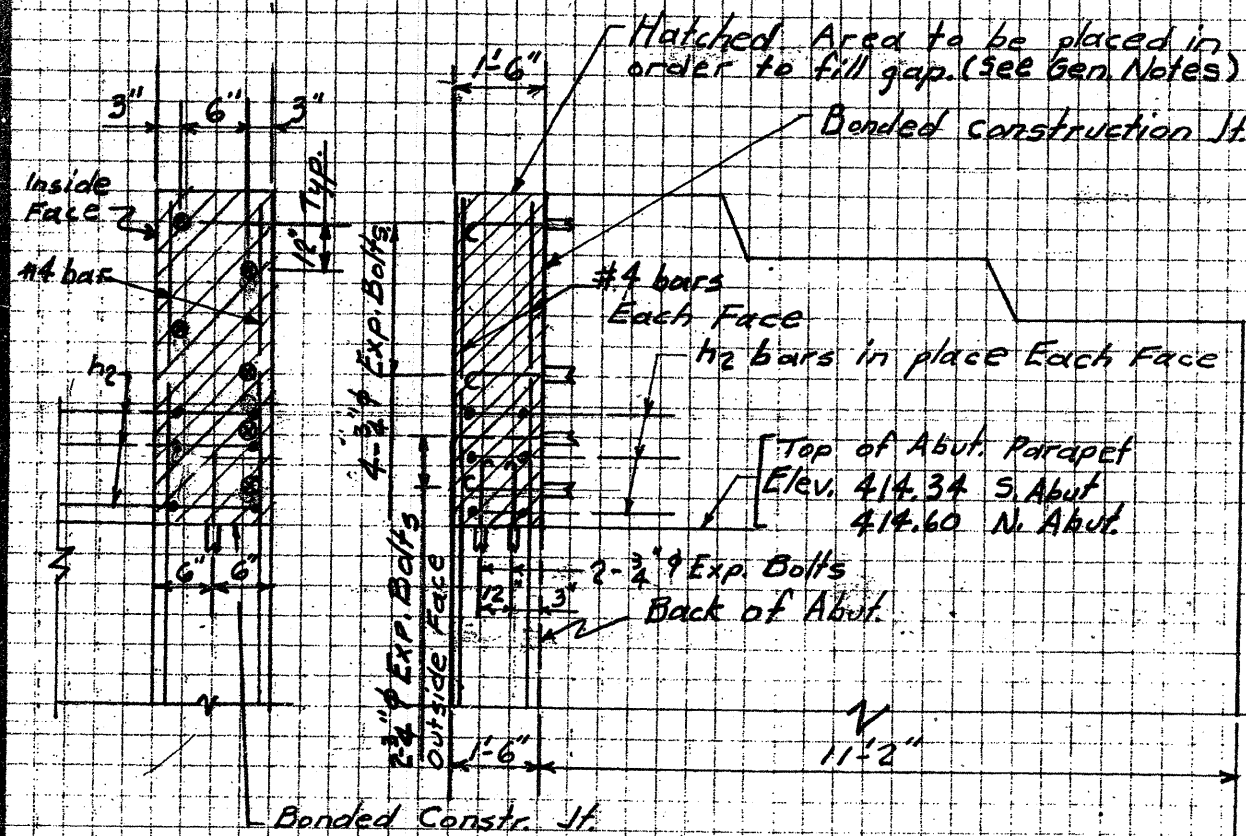 Hatched Area to be placed in
order to fill gap. (See Gen. Notes)
1'-6"
3" 6" 3"
Bonded Construction Jt.
Inside
Face
12" Typ.
#4 bar
4-3/4"φ Exp. Bolts
#4 bars
Each Face
h2 bars in place Each Face
h2
Top of Abut. Parapet
Elev. 414.34 S. Abut
414.60 N. Abut.
6" 6"
2-3/4"φ Exp. Bolts
12" 3"
Back of Abut.
2-3/4"φ Exp. Bolts
Outside Face
1'-6"
11'-2"
Bonded Constr. Jt.